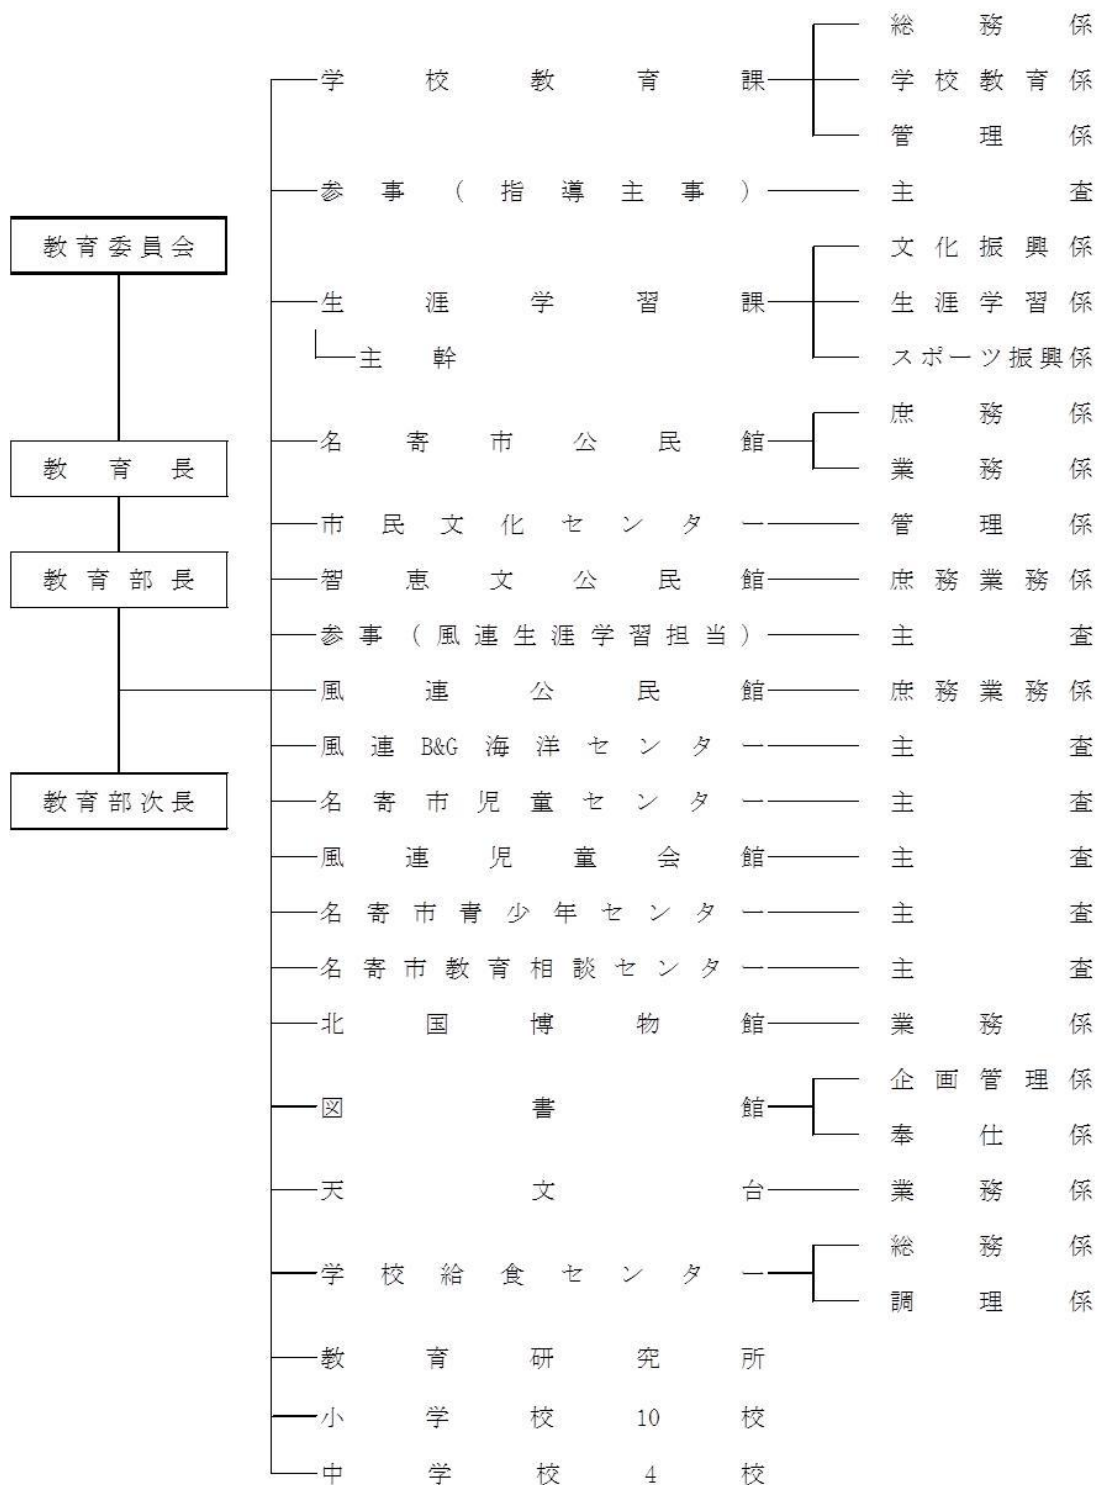 総務係
学校教育課 学校教育係
管理係
参事(指導主事) 主査
教育委員会 文化振興係
生涯学習課 生涯学習係
主幹 スポーツ振興係
庶務係
教育長 名寄市公民館
業務係
市民文化センター 管理係
教育部長 智恵文公民館 庶務業務係
参事(風連生涯学習担当) 主査
風連公民館 庶務業務係
風連B&G海洋センター 主査
教育部次長 名寄市児童センター 主査
風連児童会館 主査
名寄市青少年センター 主査
名寄市教育相談センター 主査
北国博物館 業務係
企画管理係
図書館
奉仕係
天文台 業務係
総務係
学校給食センター
調理係
教育研究所
小学校10校
中学校4校